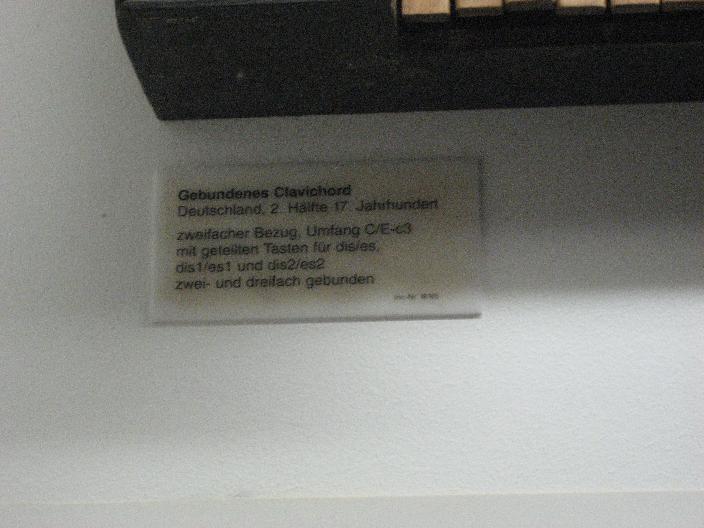 Gebundenes Clavichord
Deutschland, 2. Hälfte 17. Jahrhundert
zweifacher Bezug, Umfang C/E-c3
mit geteilten Tasten für dis/es,
dis1/es1 und dis2/es2
zwei- und dreifach gebunden